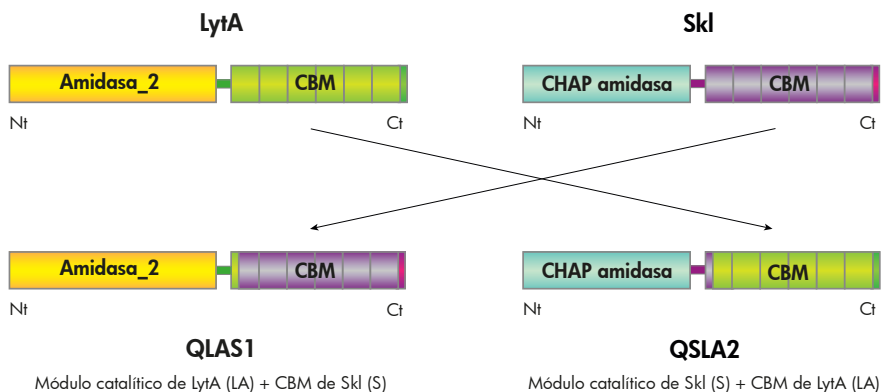 LytA
Skl
Amidasa_2
CBM
CHAP amidasa
CBM
Nt
Ct
Nt
Ct
Amidasa_2
CBM
CHAP amidasa
CBM
Nt
Ct
Nt
Ct
QLAS1
QSLA2
Módulo catalítico de LytA (LA) + CBM de Skl (S)
Módulo catalítico de Skl (S) + CBM de LytA (LA)